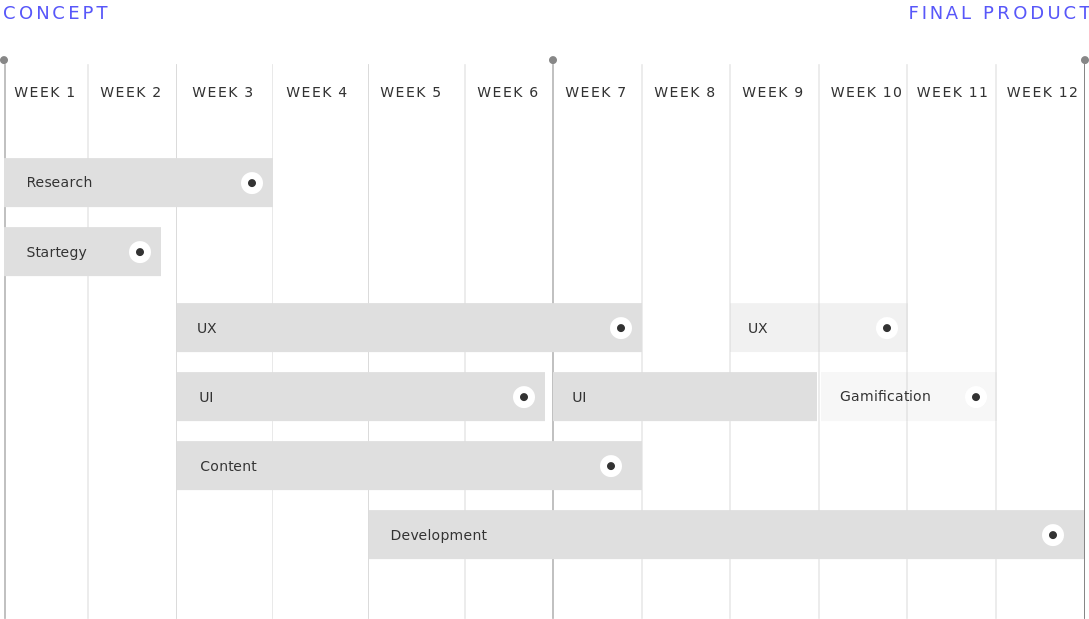 CONCEPT
FINAL PRODUCT
WEEK 1 WEEK 2 WEEK 3 WEEK 4 WEEK 5 WEEK 6 WEEK 7 WEEK 8 WEEK 9 WEEK 10 WEEK 11 WEEK 12
Research
Startegy
UX
UX
UI
UI
Gamification
Content
Development